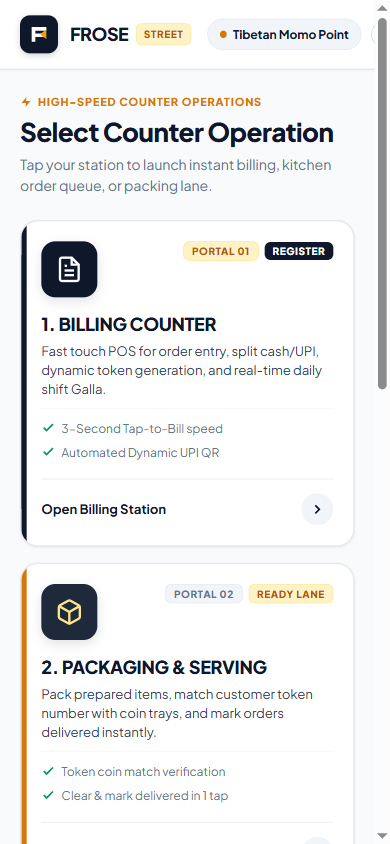 F
FROSE
STREET
Tibetan Momo Point
HIGH-SPEED COUNTER OPERATIONS
Select Counter Operation
Tap your station to launch instant billing, kitchen
order queue, or packing lane.
PORTAL 01
REGISTER
1. BILLING COUNTER
Fast touch POS for order entry, split cash/UPI,
dynamic token generation, and real-time daily
shift Galla.
3-Second Tap-to-Bill speed
Automated Dynamic UPI QR
Open Billing Station
PORTAL 02
READY LANE
2. PACKAGING & SERVING
Pack prepared items, match customer token
number with coin trays, and mark orders
delivered instantly.
Token coin match verification
Clear & mark delivered in 1 tap